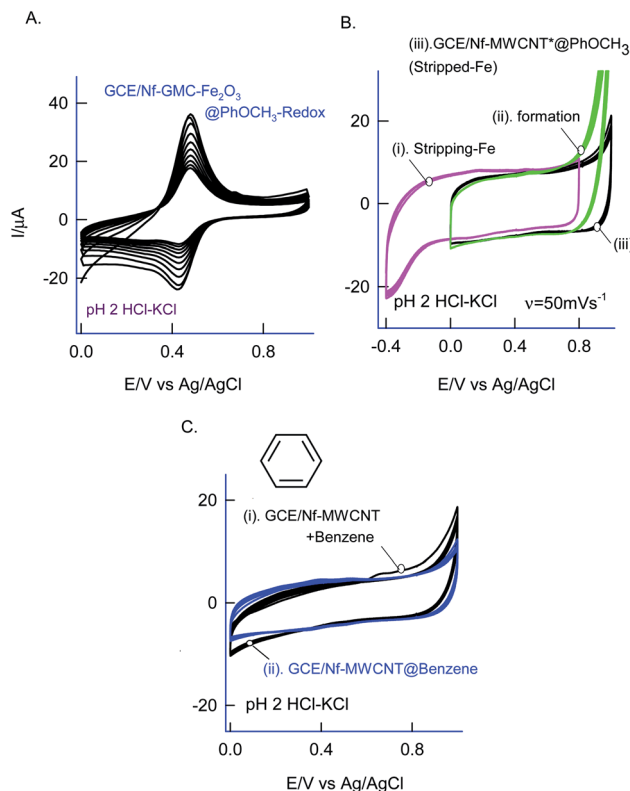 A.
GCE/Nf-GMC-Fe₂O₃
@PhOCH₃-Redox
40
20
0
-20
I/µA
pH 2 HCl-KCl
0.0 0.4 0.8
E/V vs Ag/AgCl
B.
(iii).GCE/Nf-MWCNT*@PhOCH₃
(Stripped-Fe)
(ii). formation
(i). Stripping-Fe
20
0
-20
(iii)
pH 2 HCl-KCl ν=50mVs⁻¹
-0.4 0.0 0.4 0.8
E/V vs Ag/AgCl
C.
(i). GCE/Nf-MWCNT
+Benzene
20
0
-20
(ii). GCE/Nf-MWCNT@Benzene
pH 2 HCl-KCl
0.0 0.4 0.8
E/V vs Ag/AgCl